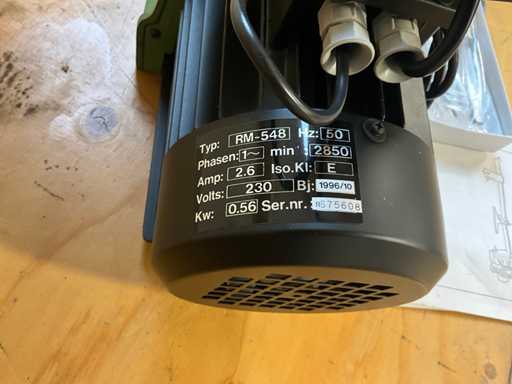 Typ: RM-548 Hz: 50
Phasen: 1~ min⁻: 2850
Amp: 2.6 Iso.Kl: E
Volts: 230 Bj: 1996/10
Kw: 0.56 Ser.nr.: RS75608